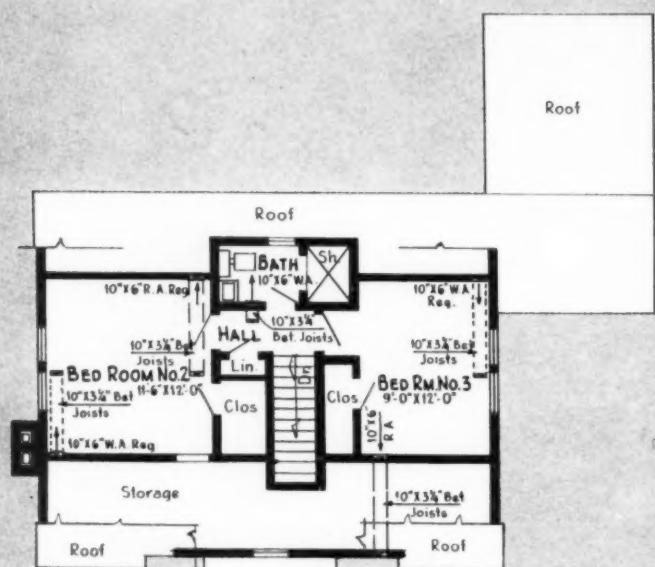 Roof
Roof
Sh.
BATH
10"X6" R.A. Reg.
10"X6" W.A.
10"X6" W.A.
Reg.
HALL
10"X3¼"
Bet. Joists
10"X3¼" Bet
Joists
10"X3¼" Bet
Joists
Lin.
Dn
BED ROOM No.2
11'-6"X12'-0"
BED RM. No.3
9'-0"X12'-0"
10"X3¼" Bet
Joists
Clos
Clos
10"X6"
R A
10"X6" W.A. Reg
Storage
10"X3¼" Bet
Joists
Roof
Roof